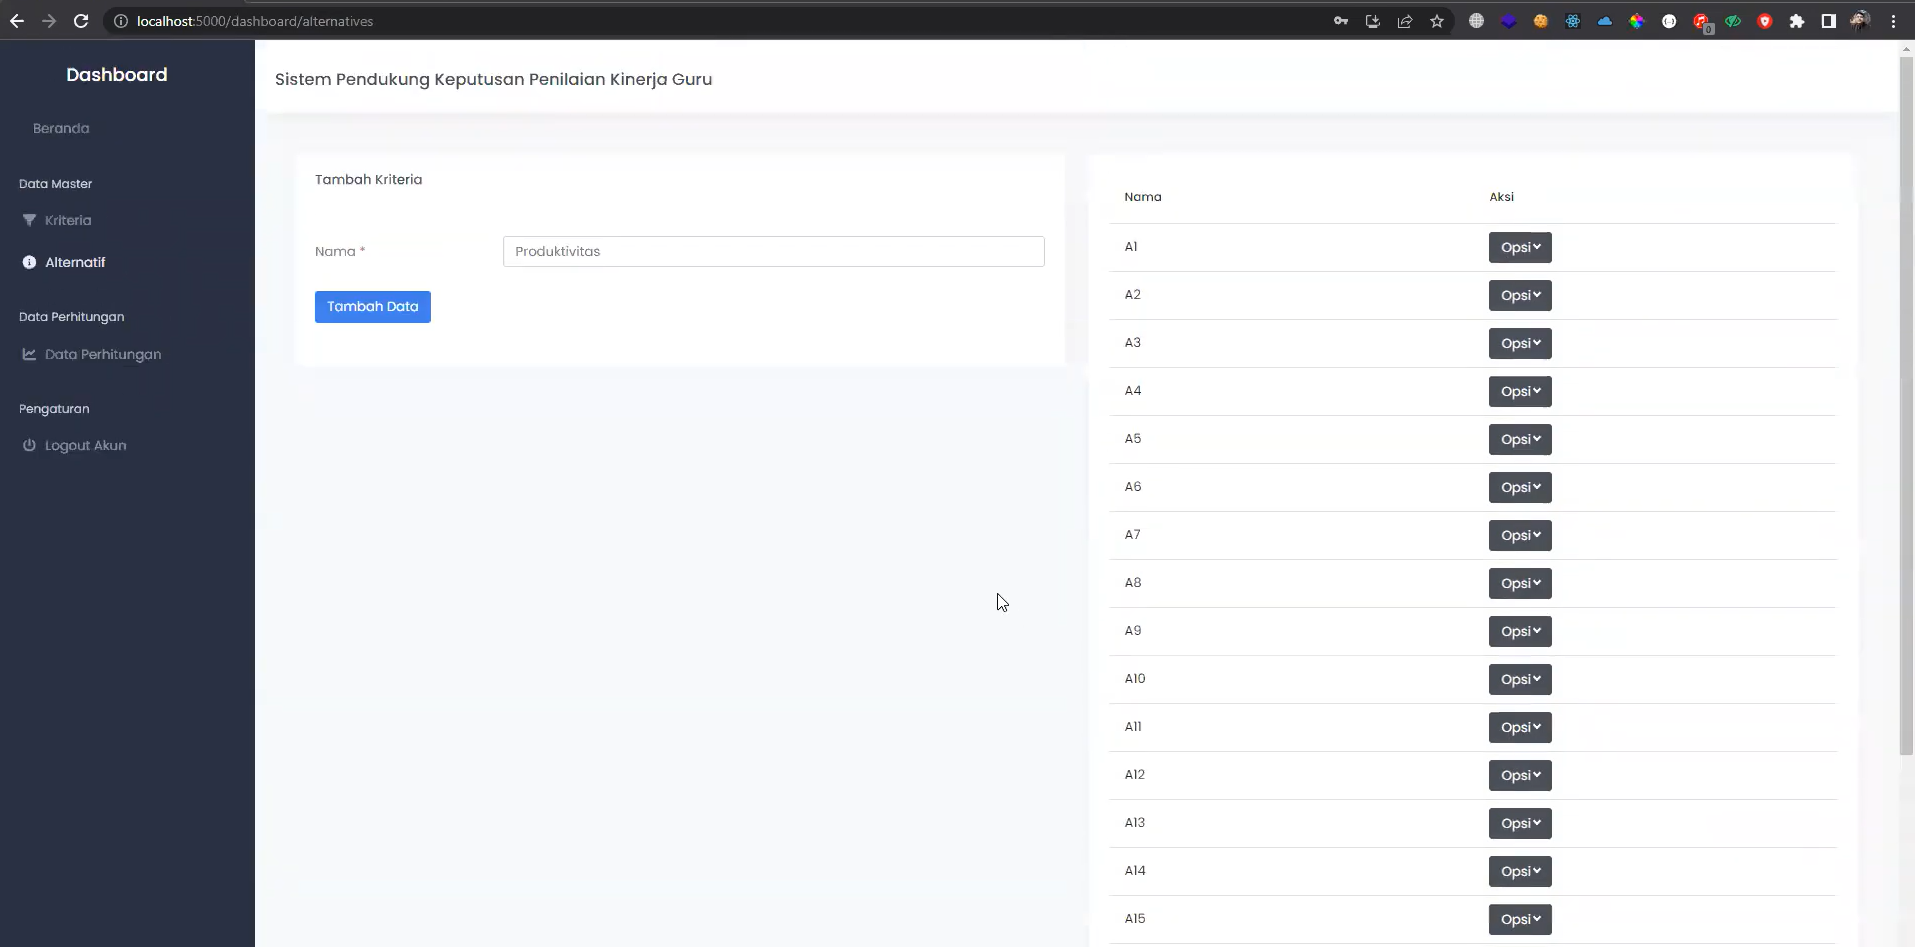 localhost:5000/dashboard/alternatives
0
Dashboard
Beranda
Data Master
Kriteria
Alternatif
Data Perhitungan
Data Perhitungan
Pengaturan
Logout Akun
Sistem Pendukung Keputusan Penilaian Kinerja Guru
Tambah Kriteria
Nama * Produktivitas
Tambah Data
Nama Aksi
A1 Opsi
A2 Opsi
A3 Opsi
A4 Opsi
A5 Opsi
A6 Opsi
A7 Opsi
A8 Opsi
A9 Opsi
A10 Opsi
A11 Opsi
A12 Opsi
A13 Opsi
A14 Opsi
A15 Opsi